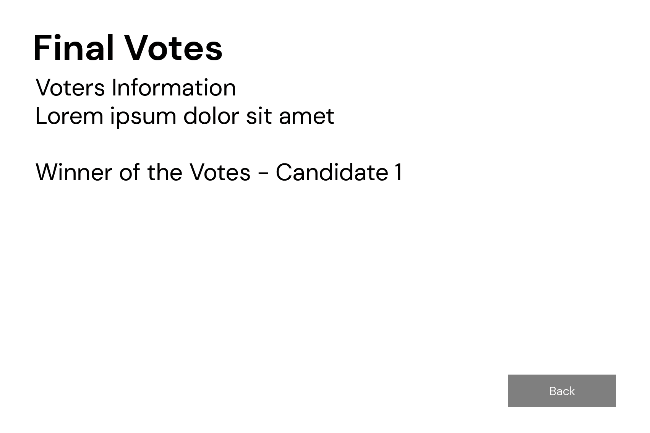 Final Votes
Voters Information
Lorem ipsum dolor sit amet
Winner of the Votes - Candidate 1
Back